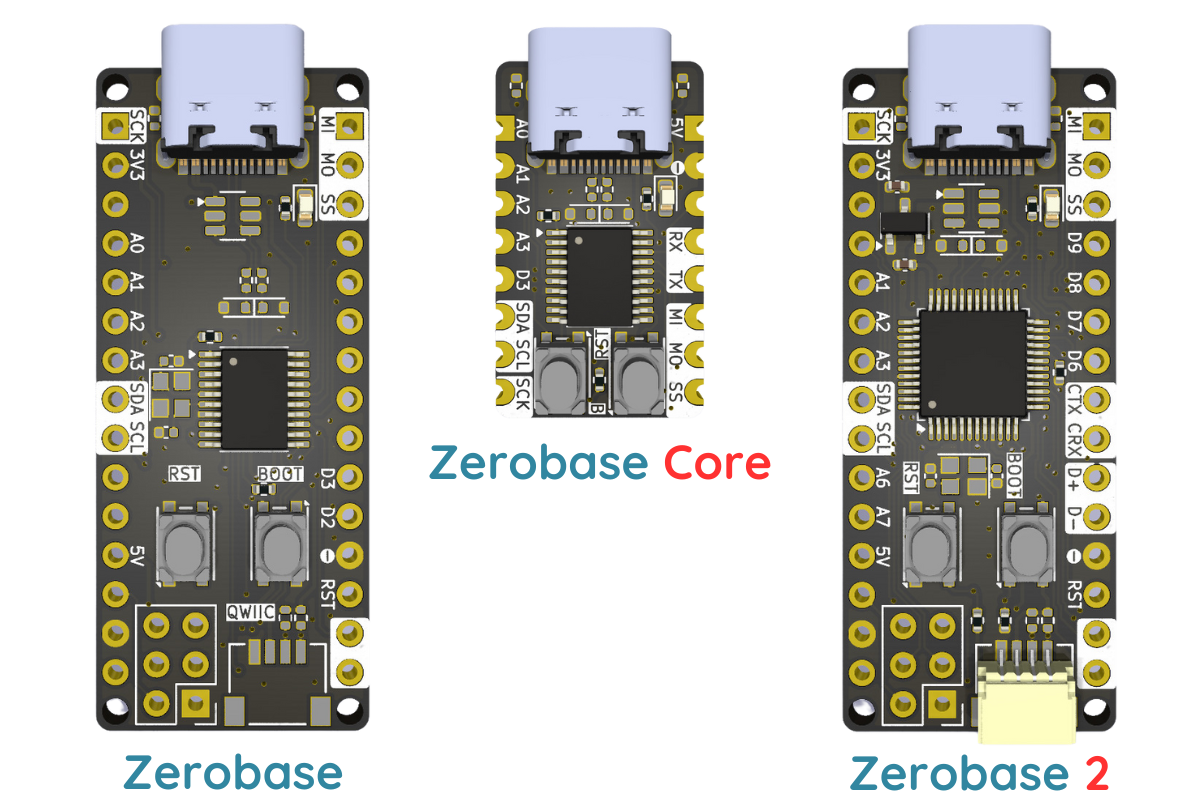 SCK
3V3
A0
A1
A2
A3
SDA
SCL
5V
MI
MO
SS
D3
D2
RST
RST
BOOT
QWIIC
Zerobase
A0
A1
A2
A3
D3
SDA
SCL
SCK
5V
RX
TX
MI
MO
SS
RST
B
Zerobase Core
SCK
3V3
A1
A2
A3
SDA
SCL
A6
A7
5V
MI
MO
SS
D9
D8
D7
D6
CTX
CRX
D+
D−
RST
RST
BOOT
Zerobase 2